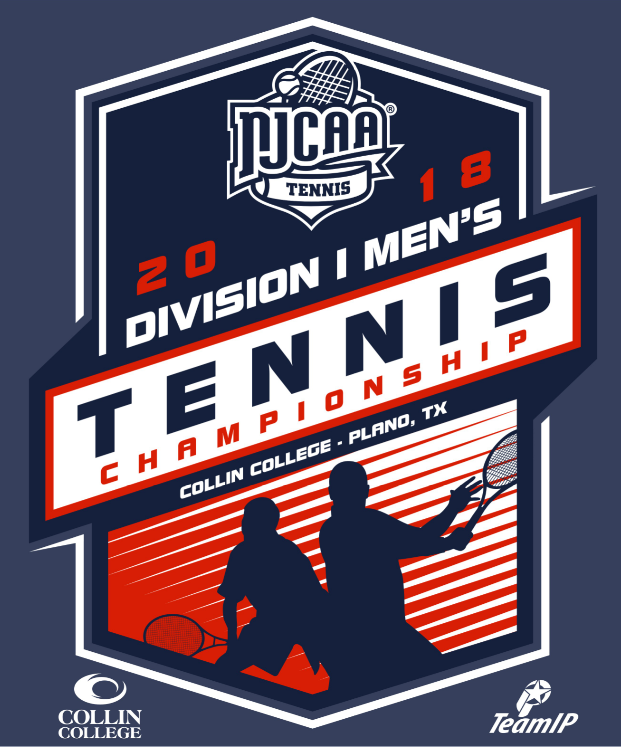 NJCAA®
TENNIS
20 18
DIVISION I MEN'S
TENNIS
CHAMPIONSHIP
COLLIN COLLEGE - PLANO, TX
COLLIN
COLLEGE
TeamIP